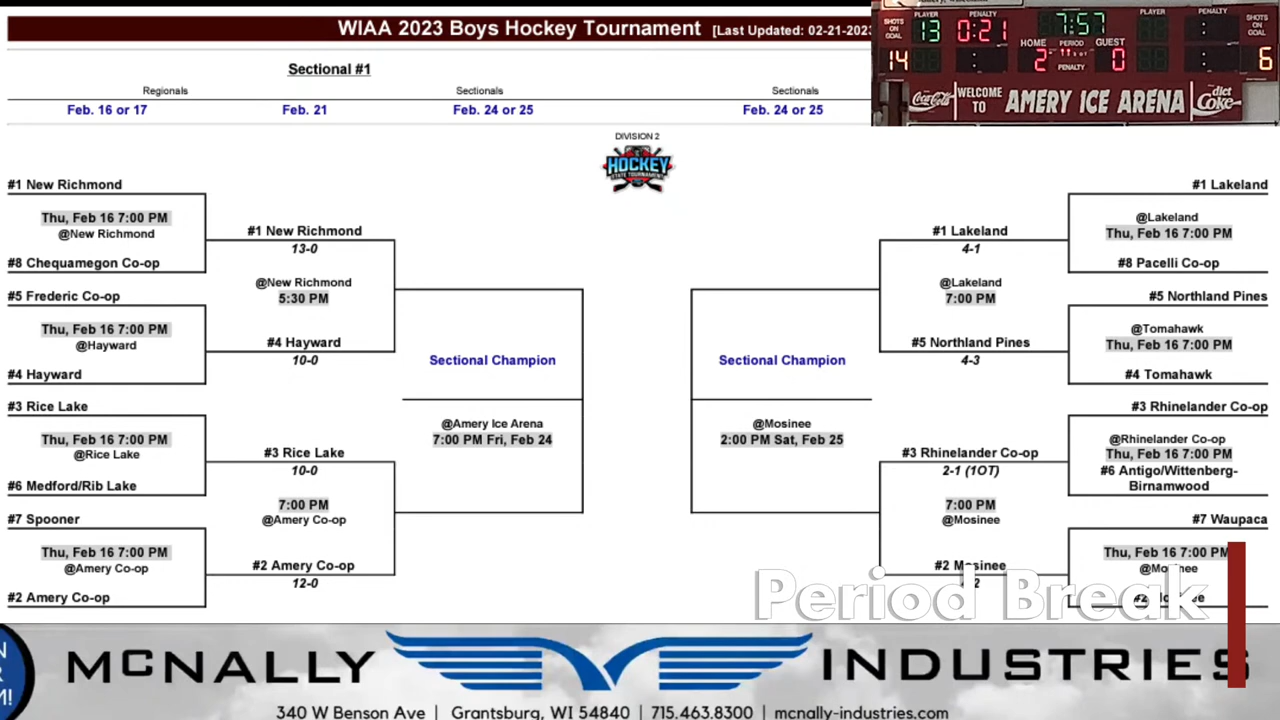 WIAA 2023 Boys Hockey Tournament [Last Updated: 02-21-2023
Sectional #1
Regionals
Sectionals
Sectionals
Feb. 16 or 17
Feb. 21
Feb. 24 or 25
Feb. 24 or 25
PLAYER
PENALTY
PLAYER
PENALTY
SHOTS ON GOAL
13
0:21
7:57
SHOTS ON GOAL
14
HOME
PERIOD
GUEST
2
0
PENALTY
6
Coca-Cola
WELCOME TO
AMERY ICE ARENA
diet Coke
DIVISION 2
HOCKEY
STATE TOURNAMENT
#1 New Richmond
Thu, Feb 16 7:00 PM
@New Richmond
#8 Chequamegon Co-op
#5 Frederic Co-op
Thu, Feb 16 7:00 PM
@Hayward
#4 Hayward
#3 Rice Lake
Thu, Feb 16 7:00 PM
@Rice Lake
#6 Medford/Rib Lake
#7 Spooner
Thu, Feb 16 7:00 PM
@Amery Co-op
#2 Amery Co-op
#1 New Richmond
13-0
@New Richmond
5:30 PM
#4 Hayward
10-0
#3 Rice Lake
10-0
7:00 PM
@Amery Co-op
#2 Amery Co-op
12-0
Sectional Champion
@Amery Ice Arena
7:00 PM Fri, Feb 24
Sectional Champion
@Mosinee
2:00 PM Sat, Feb 25
#1 Lakeland
4-1
@Lakeland
7:00 PM
#5 Northland Pines
4-3
#3 Rhinelander Co-op
2-1 (1OT)
7:00 PM
@Mosinee
#2 Mosinee
#1 Lakeland
@Lakeland
Thu, Feb 16 7:00 PM
#8 Pacelli Co-op
#5 Northland Pines
@Tomahawk
Thu, Feb 16 7:00 PM
#4 Tomahawk
#3 Rhinelander Co-op
@Rhinelander Co-op
Thu, Feb 16 7:00 PM
#6 Antigo/Wittenberg-
Birnamwood
#7 Waupaca
Thu, Feb 16 7:00 PM
@Mosinee
Period Break
MCNALLY INDUSTRIES
340 W Benson Ave | Grantsburg, WI 54840 | 715.463.8300 | mcnally-industries.com